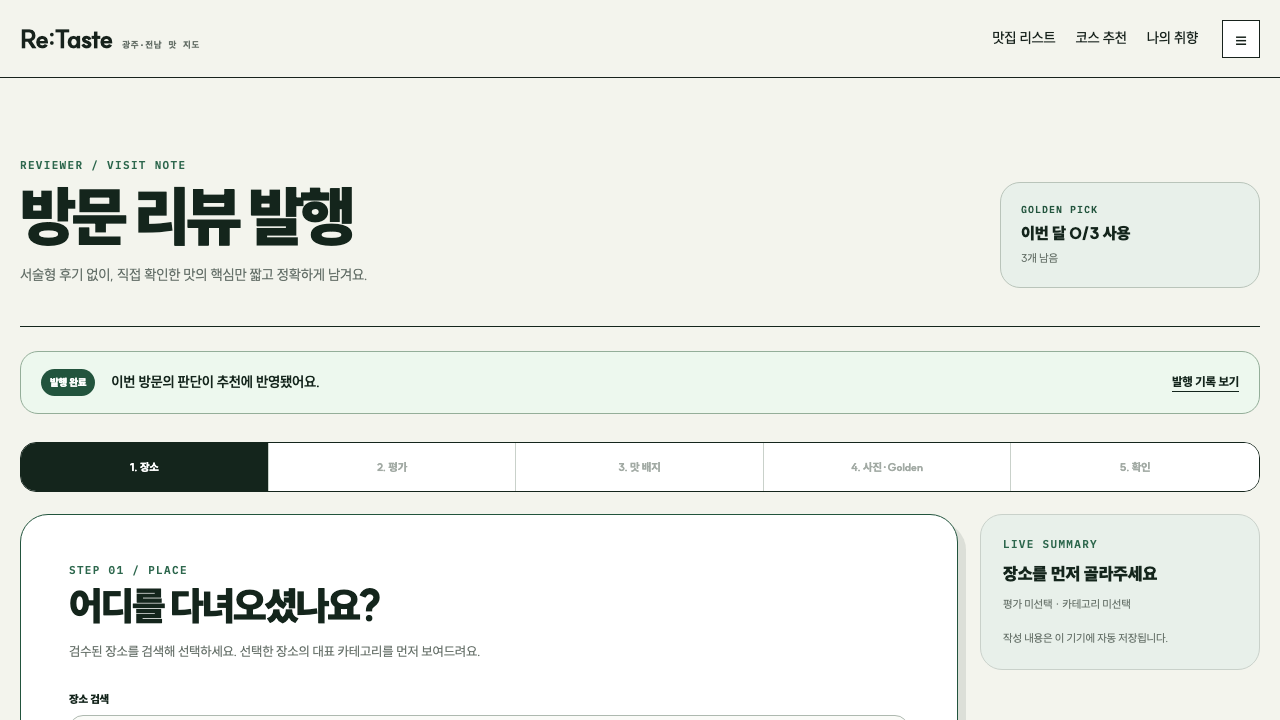 Re:Taste 광주·전남 맛 지도
맛집 리스트 코스 추천 나의 취향
REVIEWER / VISIT NOTE
방문 리뷰 발행
서술형 후기 없이, 직접 확인한 맛의 핵심만 짧고 정확하게 남겨요.
GOLDEN PICK
이번 달 0/3 사용
3개 남음
발행 완료 이번 방문의 판단이 추천에 반영됐어요. 발행 기록 보기
1. 장소 2. 평가 3. 맛 배지 4. 사진·Golden 5. 확인
STEP 01 / PLACE
어디를 다녀오셨나요?
검수된 장소를 검색해 선택하세요. 선택한 장소의 대표 카테고리를 먼저 보여드려요.
장소 검색
LIVE SUMMARY
장소를 먼저 골라주세요
평가 미선택 · 카테고리 미선택
작성 내용은 이 기기에 자동 저장됩니다.